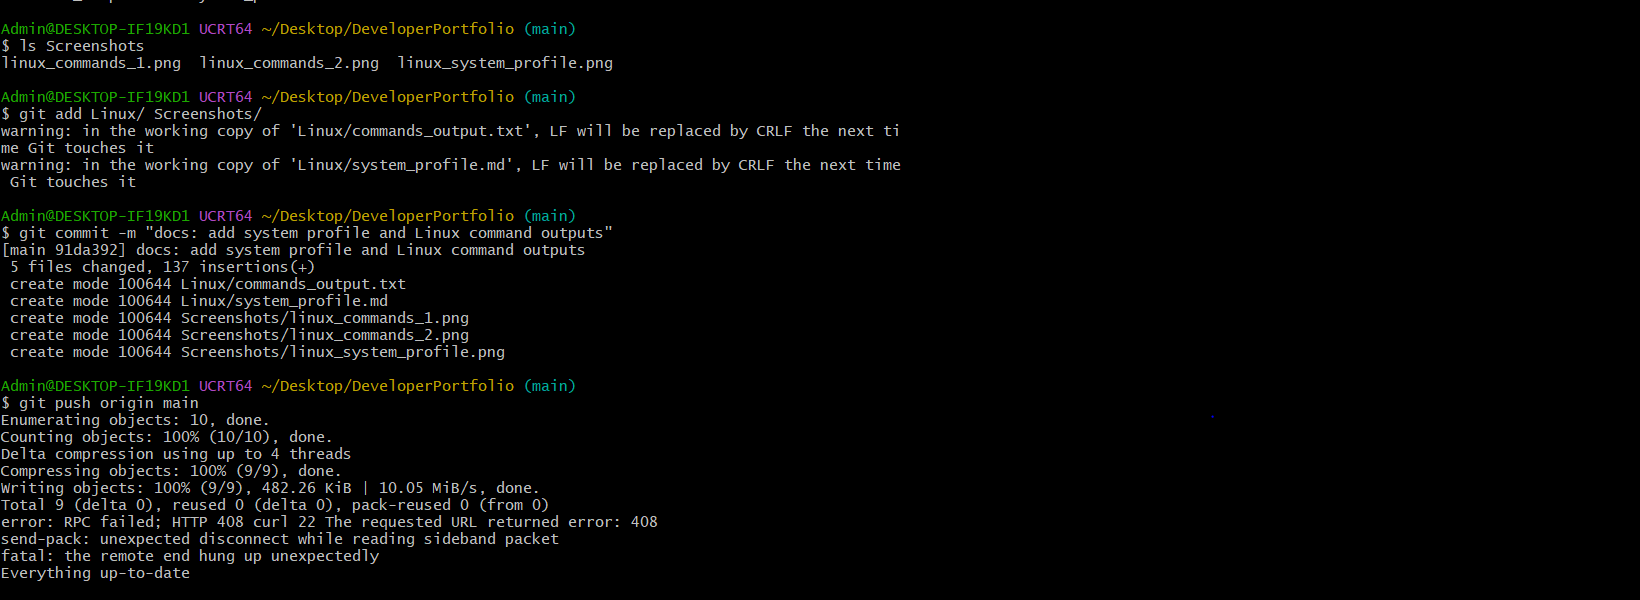 Admin@DESKTOP-IF19KD1 UCRT64 ~/Desktop/DeveloperPortfolio (main)
$ ls Screenshots
linux_commands_1.png  linux_commands_2.png  linux_system_profile.png
Admin@DESKTOP-IF19KD1 UCRT64 ~/Desktop/DeveloperPortfolio (main)
$ git add Linux/ Screenshots/
warning: in the working copy of 'Linux/commands_output.txt', LF will be replaced by CRLF the next ti
me Git touches it
warning: in the working copy of 'Linux/system_profile.md', LF will be replaced by CRLF the next time
 Git touches it
Admin@DESKTOP-IF19KD1 UCRT64 ~/Desktop/DeveloperPortfolio (main)
$ git commit -m "docs: add system profile and Linux command outputs"
[main 91da392] docs: add system profile and Linux command outputs
 5 files changed, 137 insertions(+)
 create mode 100644 Linux/commands_output.txt
 create mode 100644 Linux/system_profile.md
 create mode 100644 Screenshots/linux_commands_1.png
 create mode 100644 Screenshots/linux_commands_2.png
 create mode 100644 Screenshots/linux_system_profile.png
Admin@DESKTOP-IF19KD1 UCRT64 ~/Desktop/DeveloperPortfolio (main)
$ git push origin main
Enumerating objects: 10, done.
Counting objects: 100% (10/10), done.
Delta compression using up to 4 threads
Compressing objects: 100% (9/9), done.
Writing objects: 100% (9/9), 482.26 KiB | 10.05 MiB/s, done.
Total 9 (delta 0), reused 0 (delta 0), pack-reused 0 (from 0)
error: RPC failed; HTTP 408 curl 22 The requested URL returned error: 408
send-pack: unexpected disconnect while reading sideband packet
fatal: the remote end hung up unexpectedly
Everything up-to-date